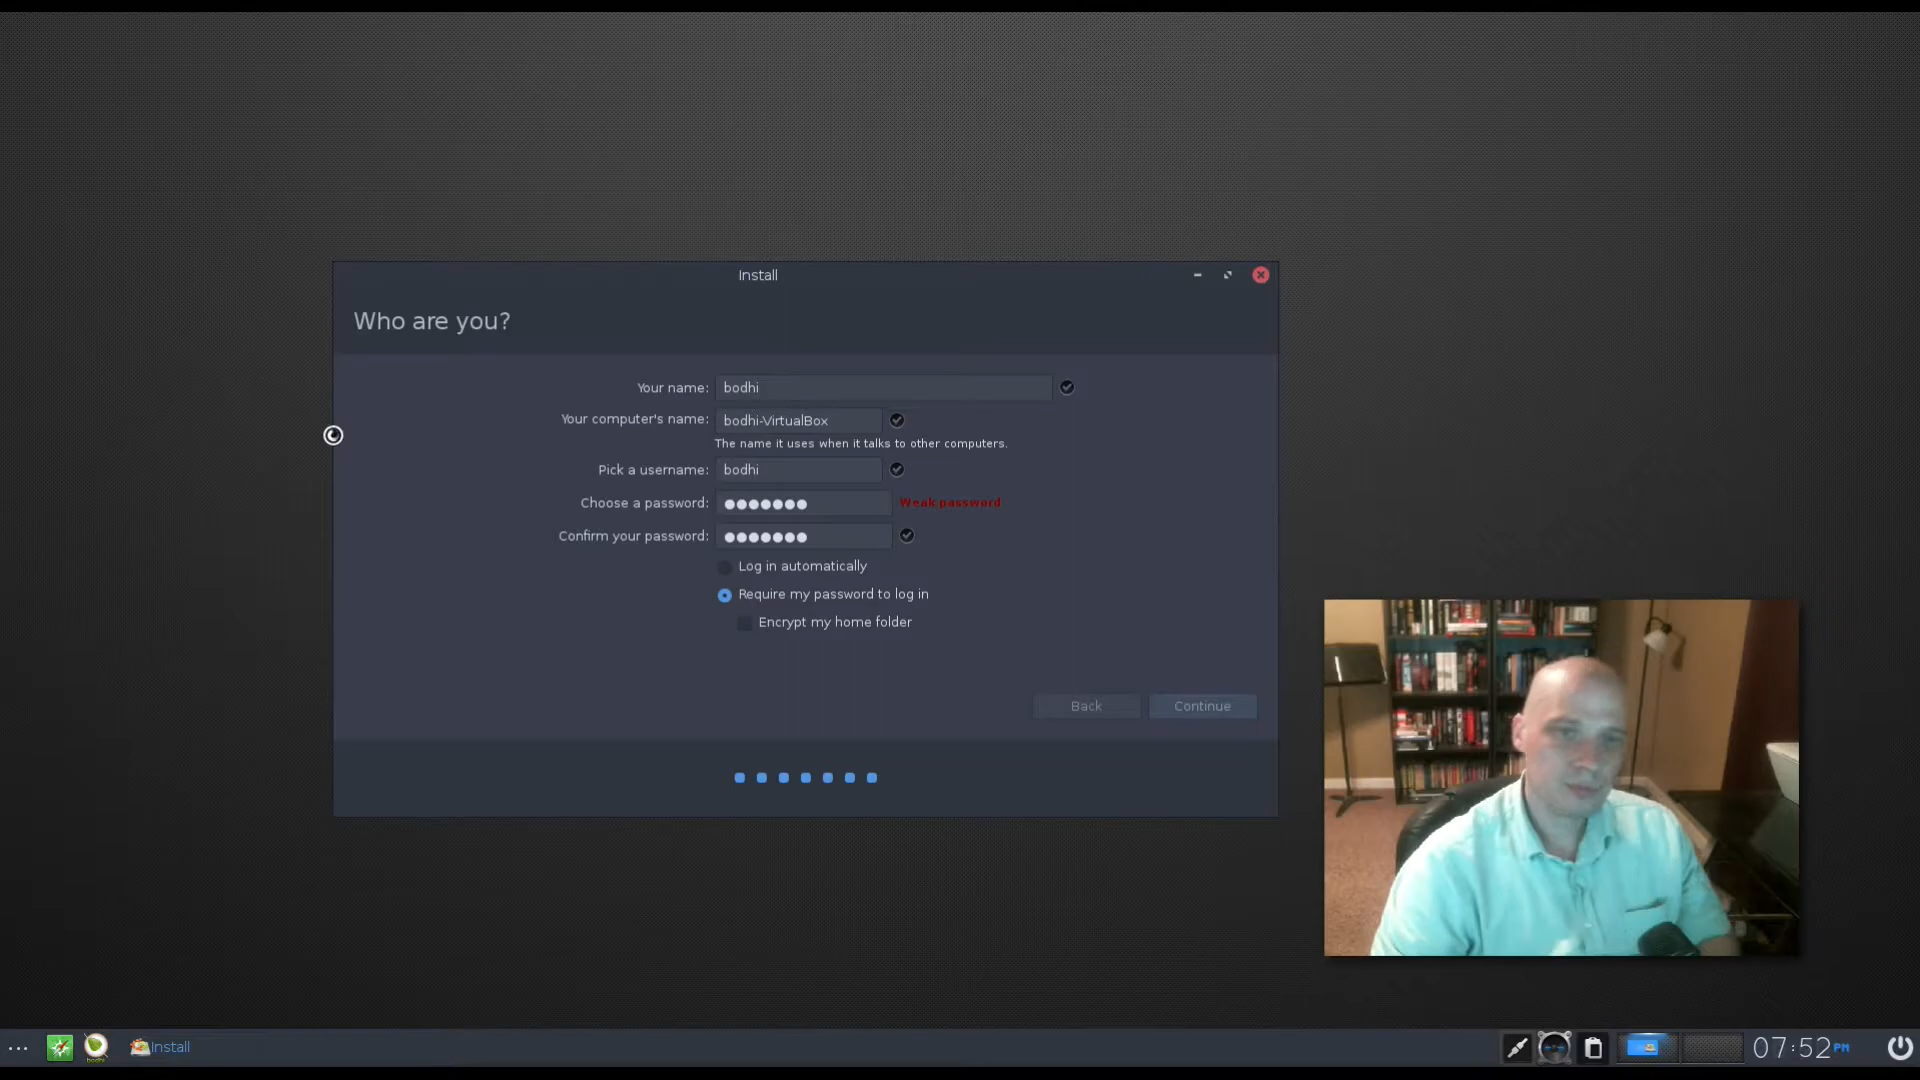 Install
Who are you?
Your name: bodhi
Your computer's name: bodhi-VirtualBox
The name it uses when it talks to other computers.
Pick a username: bodhi
Choose a password: ●●●●●●● Weak password
Confirm your password: ●●●●●●●
Log in automatically
Require my password to log in
Encrypt my home folder
Back Continue
bodhi
Install
07:52 PM